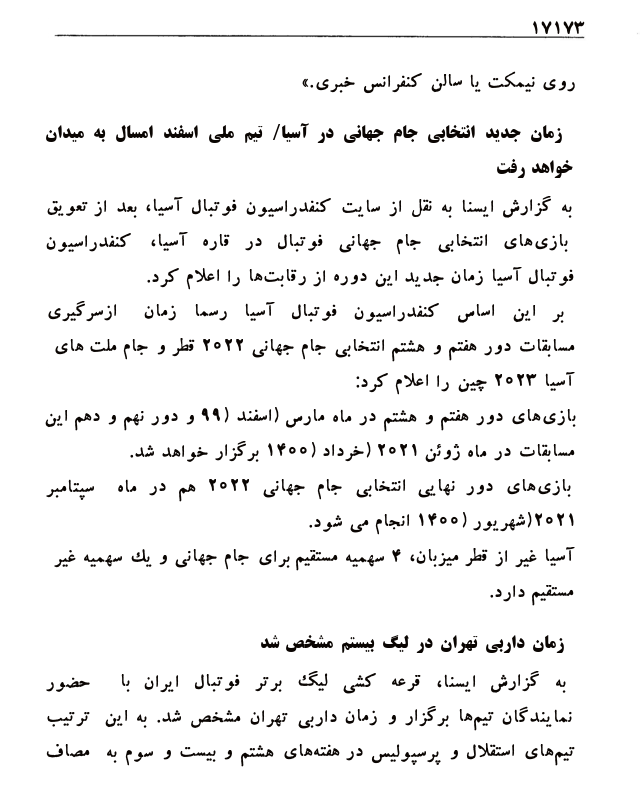 ۱۷۱۷۳
روی نیمکت یا سالن کنفرانس خبری.»
زمان جدید انتخابی جام جهانی در آسیا/ تیم ملی اسفند امسال به میدان
خواهد رفت
به گزارش ایسنا به نقل از سایت کنفدراسیون فوتبال آسیا، بعد از تعویق
بازی‌های انتخابی جام جهانی فوتبال در قاره آسیا، کنفدراسیون
فوتبال آسیا زمان جدید این دوره از رقابت‌ها را اعلام کرد.
بر این اساس کنفدراسیون فوتبال آسیا رسما زمان ازسرگیری
مسابقات دور هفتم و هشتم انتخابی جام جهانی ۲۰۲۲ قطر و جام ملت های
آسیا ۲۰۲۳ چین را اعلام کرد:
بازی‌های دور هفتم و هشتم در ماه مارس (اسفند (۹۹ و دور نهم و دهم این
مسابقات در ماه ژوئن ۲۰۲۱ (خرداد (۱۴۰۰ برگزار خواهد شد.
بازی‌های دور نهایی انتخابی جام جهانی ۲۰۲۲ هم در ماه سپتامبر
۲۰۲۱(شهریور (۱۴۰۰ انجام می شود.
آسیا غیر از قطر میزبان، ۴ سهمیه مستقیم برای جام جهانی و یك سهمیه غیر
مستقیم دارد.
زمان داربی تهران در لیگ بیستم مشخص شد
به گزارش ایسنا، قرعه کشی لیگ برتر فوتبال ایران با حضور
نمایندگان تیم‌ها برگزار و زمان داربی تهران مشخص شد. به این ترتیب
تیم‌های استقلال و پرسپولیس در هفته‌های هشتم و بیست و سوم به مصاف